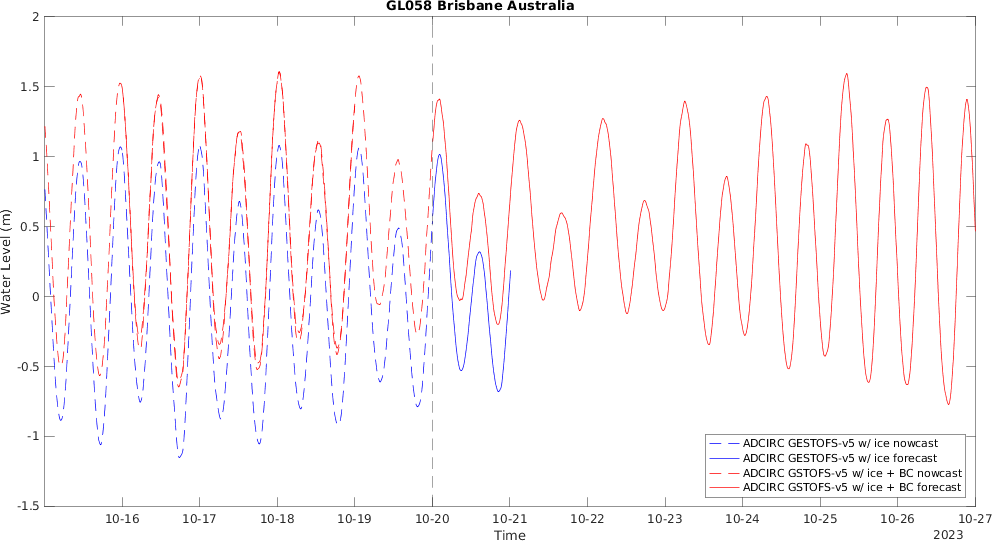 GL058 Brisbane Australia
2
1.5
1
0.5
0
-0.5
-1
-1.5
Water Level (m)
ADCIRC GESTOFS-v5 w/ ice nowcast
ADCIRC GESTOFS-v5 w/ ice forecast
ADCIRC GSTOFS-v5 w/ ice + BC nowcast
ADCIRC GSTOFS-v5 w/ ice + BC forecast
10-16 10-17 10-18 10-19 10-20 10-21 10-22 10-23 10-24 10-25 10-26 10-27
Time
2023